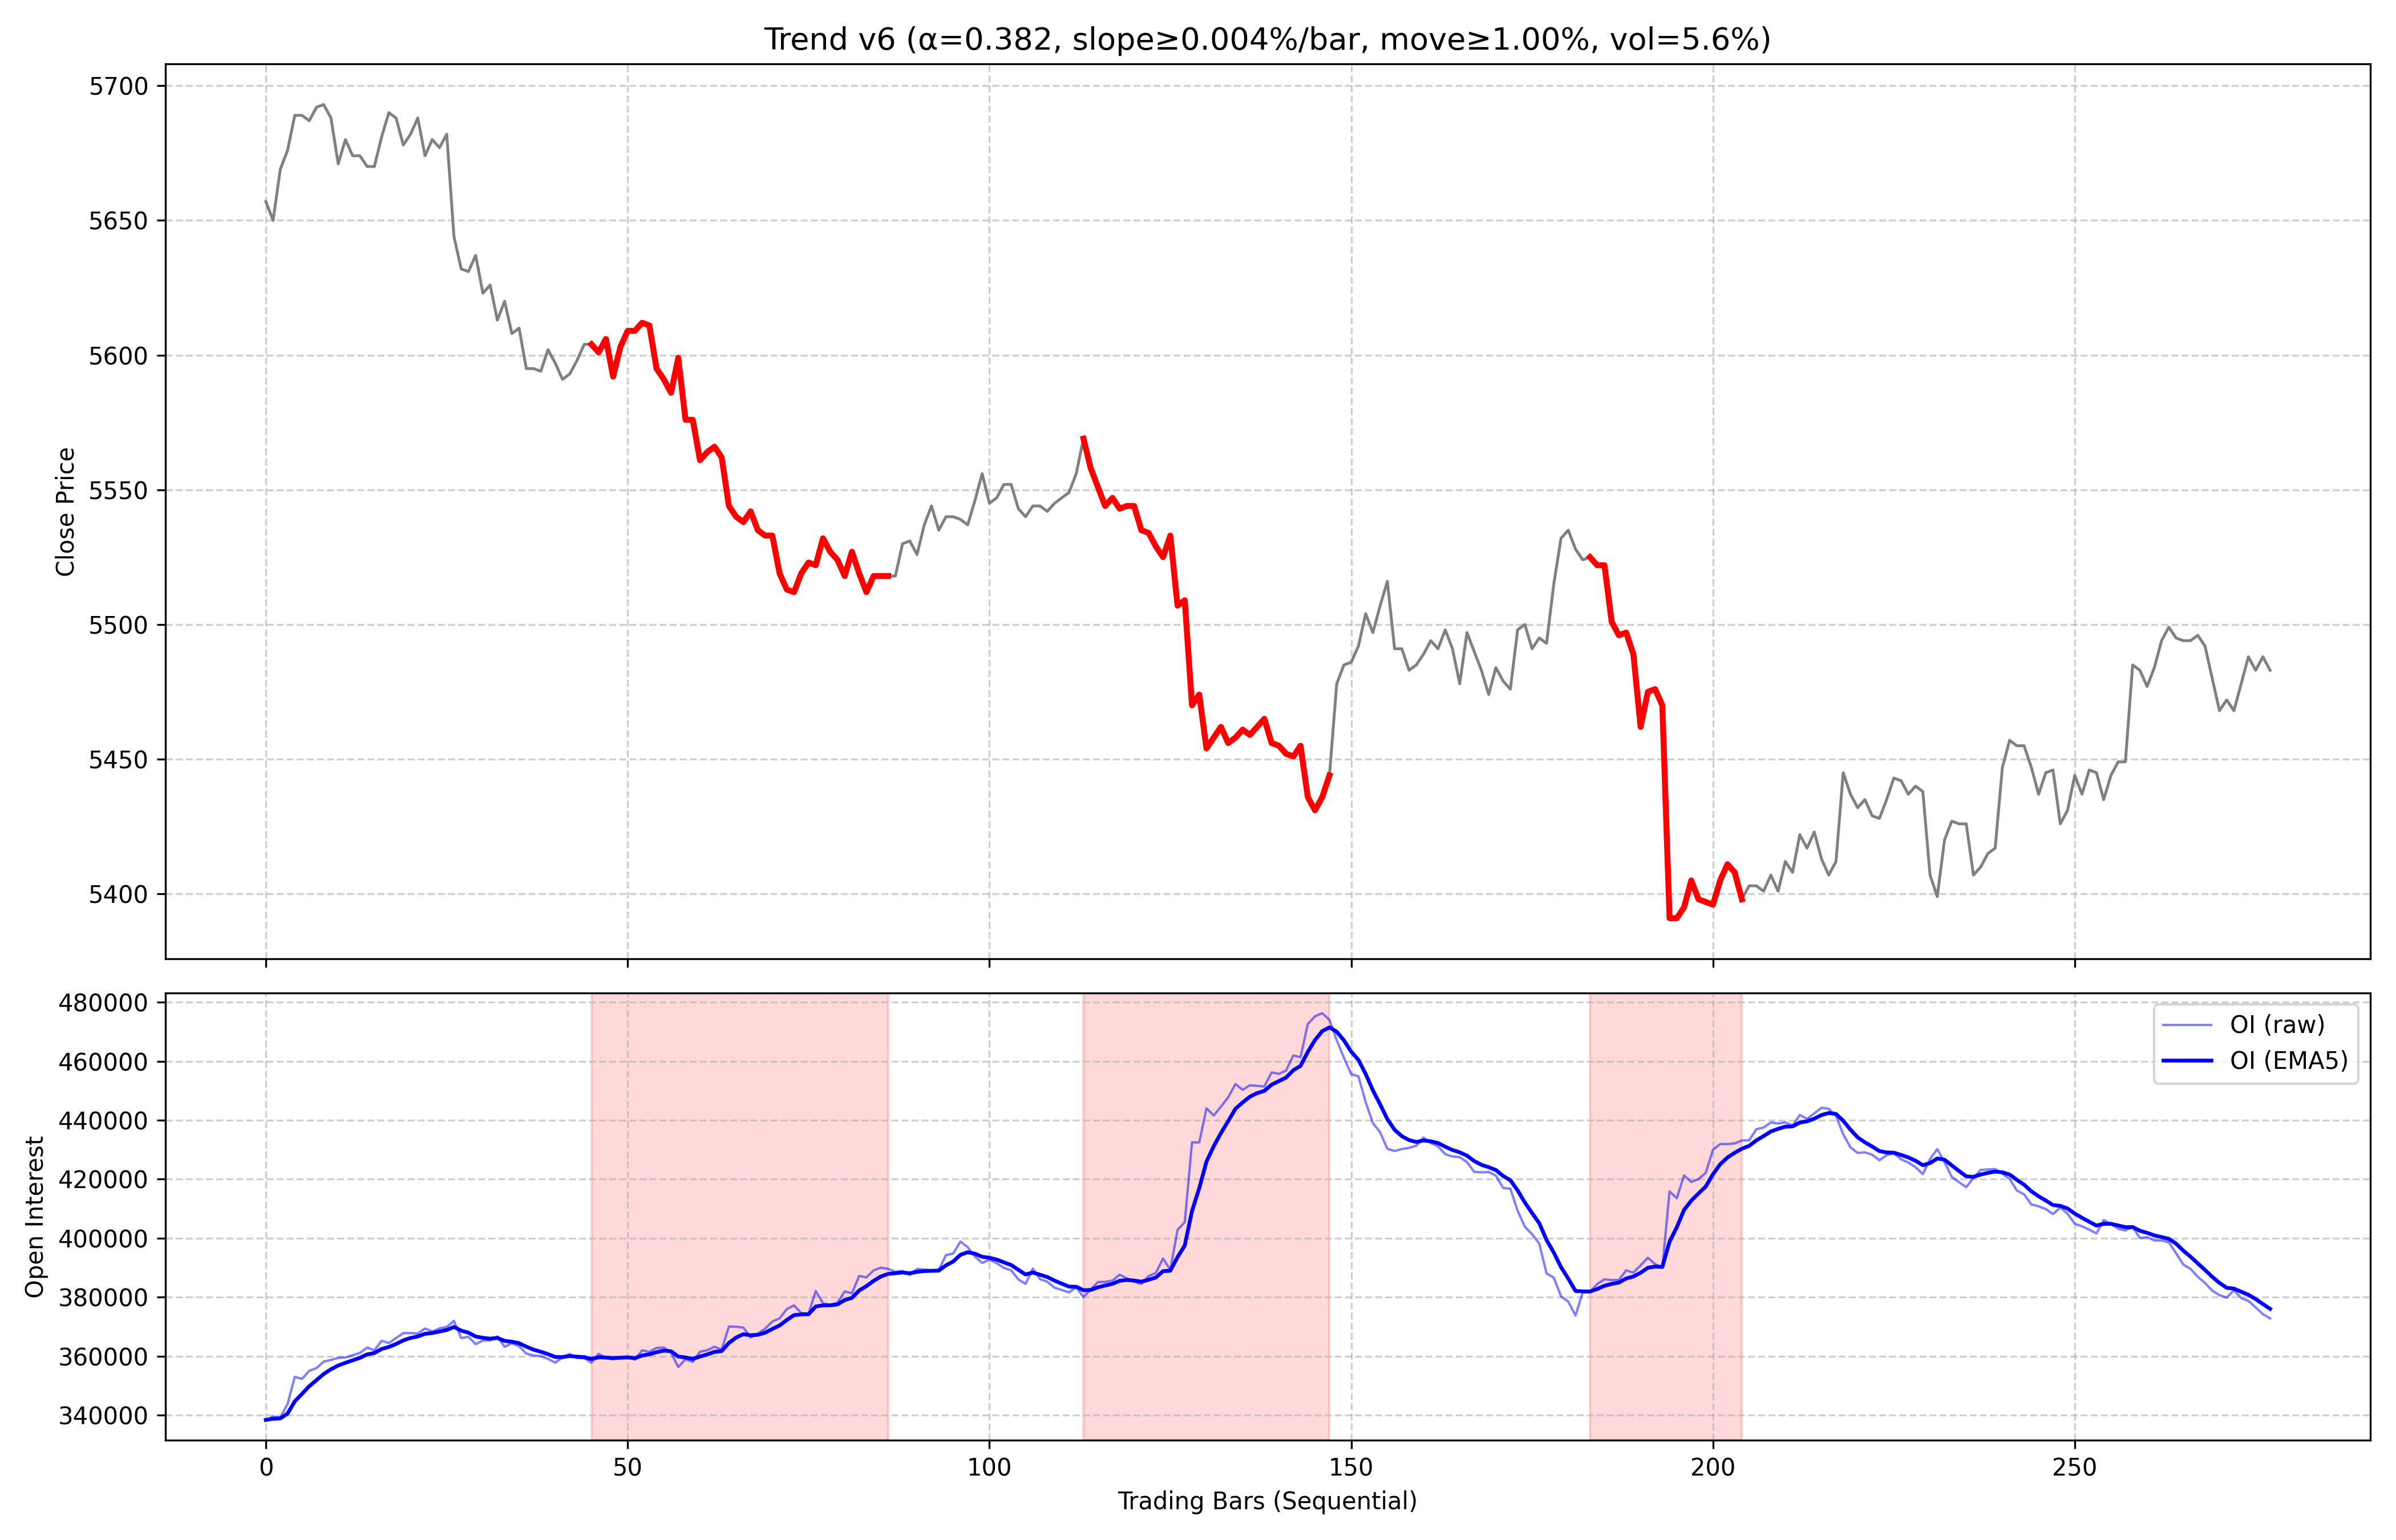 Trend v6 (α=0.382, slope≥0.004%/bar, move≥1.00%, vol=5.6%)
5700
5650
5600
5550
5500
5450
5400
Close Price
480000
460000
440000
420000
400000
380000
360000
340000
Open Interest
OI (raw)
OI (EMA5)
0 50 100 150 200 250
Trading Bars (Sequential)